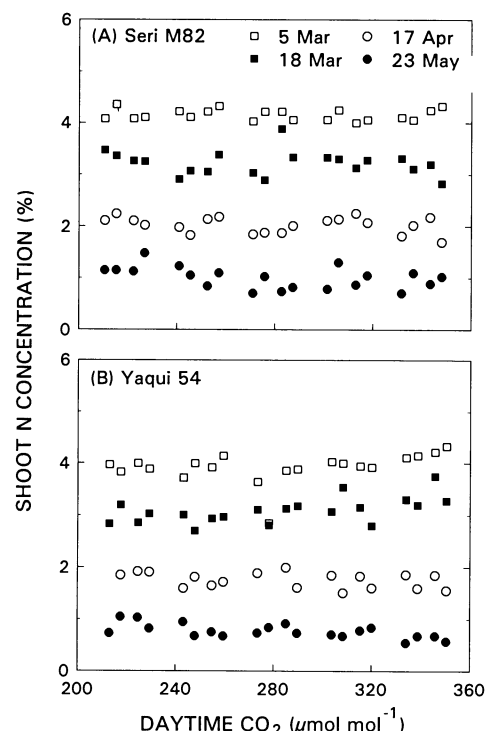 6
(A) Seri M82 □ 5 Mar ○ 17 Apr
■ 18 Mar ● 23 May
4
2
0
6
(B) Yaqui 54
4
2
0
200 240 280 320 360
SHOOT N CONCENTRATION (%)
DAYTIME CO₂ (μmol mol⁻¹)